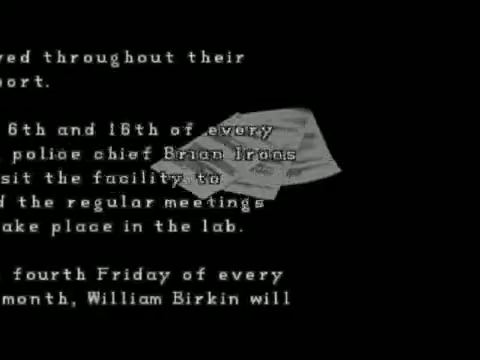 ved throughout their
port.
6th and 16th of every
police chief Brian Irons
sit the facility to
d the regular meetings
ake place in the lab.
fourth Friday of every
month, William Birkin will